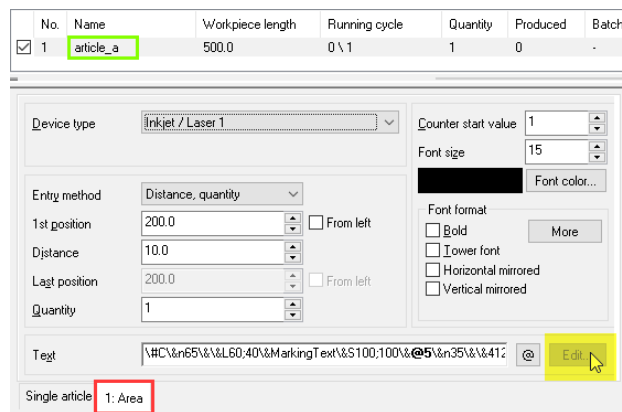 No. Name Workpiece length Running cycle Quantity Produced Batch
1 article_a 500.0 0 \ 1 1 0 -
Device type Inkjet / Laser 1 Counter start value 1
Font size 15
Font color...
Entry method Distance, quantity
1st position 200.0 From left
Distance 10.0
Last position 200.0 From left
Quantity 1
Font format
Bold More
Tower font
Horizontal mirrored
Vertical mirrored
Text \#C\&n65\&\&L60;40\&MarkingText\&S100;100\&@5\&n35\&\&412 @ Edit...
Single article 1: Area